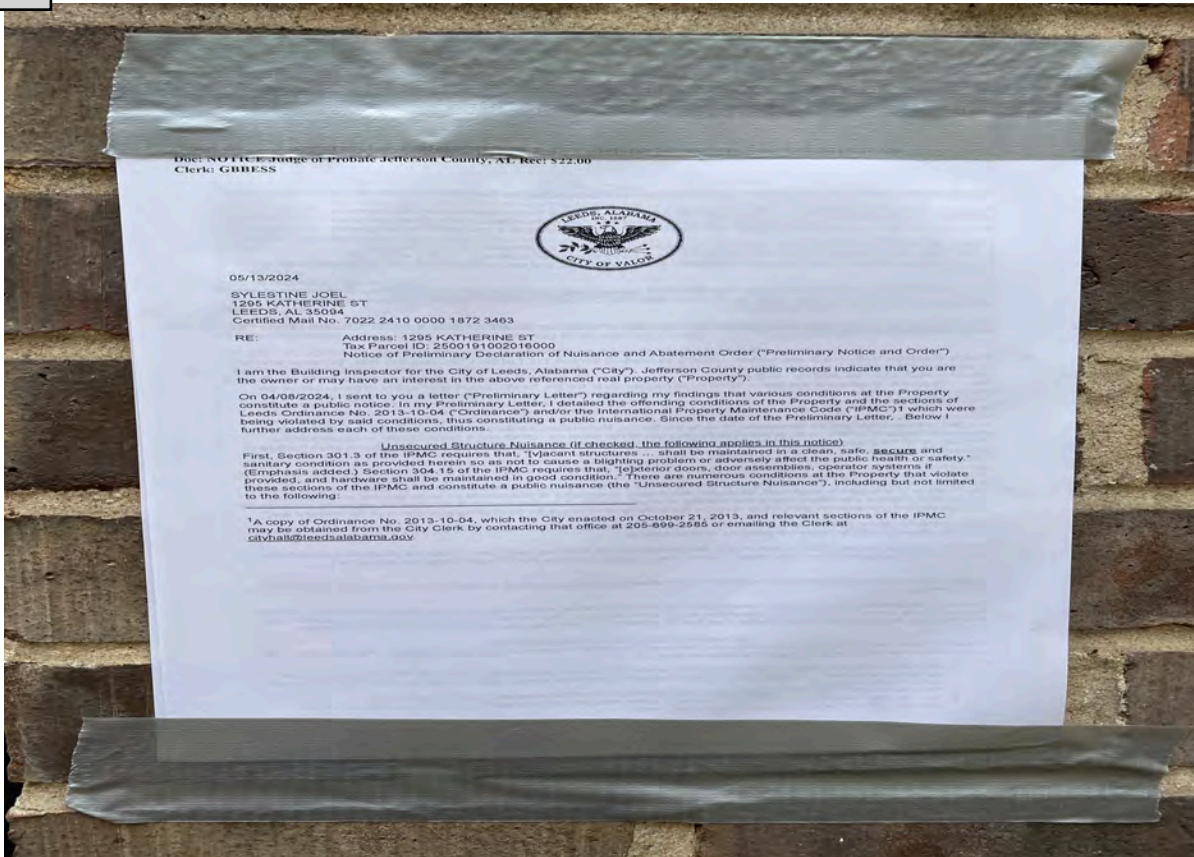 Doc: NOTICE Judge of Probate Jefferson County, AL Rec: $22.00
Clerk: GBBESS
LEEDS, ALABAMA
INC. 1887
CITY OF VALOR
05/13/2024
SYLESTINE JOEL
1295 KATHERINE ST
LEEDS, AL 35094
Certified Mail No. 7022 2410 0000 1872 3463
RE: Address: 1295 KATHERINE ST
Tax Parcel ID: 2500191002016000
Notice of Preliminary Declaration of Nuisance and Abatement Order ("Preliminary Notice and Order")
I am the Building Inspector for the City of Leeds, Alabama ("City"). Jefferson County public records indicate that you are
the owner or may have an interest in the above referenced real property ("Property").
On 04/08/2024, I sent to you a letter ("Preliminary Letter") regarding my findings that various conditions at the Property
constitute a public notice. In my Preliminary Letter, I detailed the offending conditions of the Property and the sections of
Leeds Ordinance No. 2013-10-04 ("Ordinance") and/or the International Property Maintenance Code ("IPMC")1 which were
being violated by said conditions, thus constituting a public nuisance. Since the date of the Preliminary Letter, . Below I
further address each of these conditions.
Unsecured Structure Nuisance (if checked, the following applies in this notice)
First, Section 301.3 of the IPMC requires that, "[v]acant structures ... shall be maintained in a clean, safe, secure and
sanitary condition as provided herein so as not to cause a blighting problem or adversely affect the public health or safety."
(Emphasis added.) Section 304.15 of the IPMC requires that, "[e]xterior doors, door assemblies, operator systems if
provided, and hardware shall be maintained in good condition." There are numerous conditions at the Property that violate
these sections of the IPMC and constitute a public nuisance (the "Unsecured Structure Nuisance"), including but not limited
to the following:
1A copy of Ordinance No. 2013-10-04, which the City enacted on October 21, 2013, and relevant sections of the IPMC
may be obtained from the City Clerk by contacting that office at 205-699-2585 or emailing the Clerk at
cityhall@leedsalabama.gov.